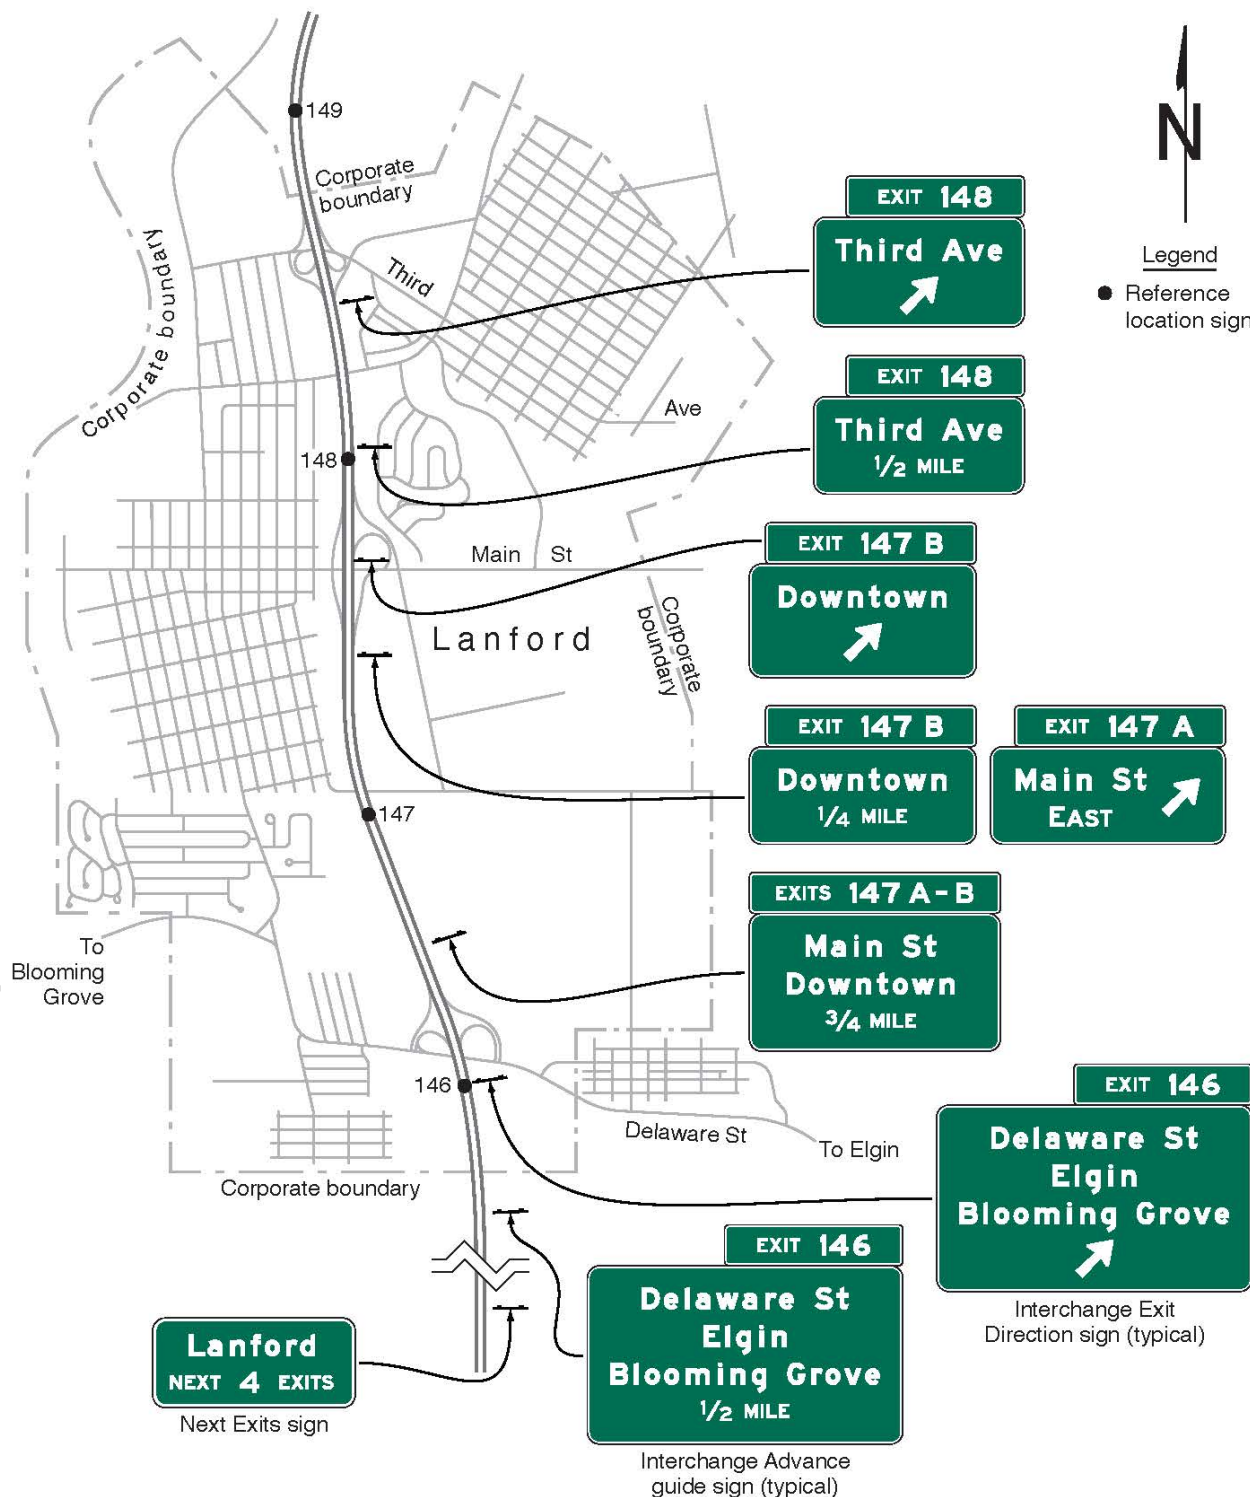 149
Corporate
boundary
N
EXIT 148
Third Ave
Legend
Reference
location sign
Corporate boundary
Third
EXIT 148
Third Ave
1/2 MILE
Ave
148
Main St
EXIT 147 B
Downtown
Lanford
Corporate
boundary
EXIT 147 B
Downtown
1/4 MILE
EXIT 147 A
Main St
EAST
147
EXITS 147 A-B
Main St
Downtown
3/4 MILE
To
Blooming
Grove
146
Delaware St
To Elgin
EXIT 146
Delaware St
Elgin
Blooming Grove
Interchange Exit
Direction sign (typical)
Corporate boundary
EXIT 146
Delaware St
Elgin
Blooming Grove
1/2 MILE
Interchange Advance
guide sign (typical)
Lanford
NEXT 4 EXITS
Next Exits sign